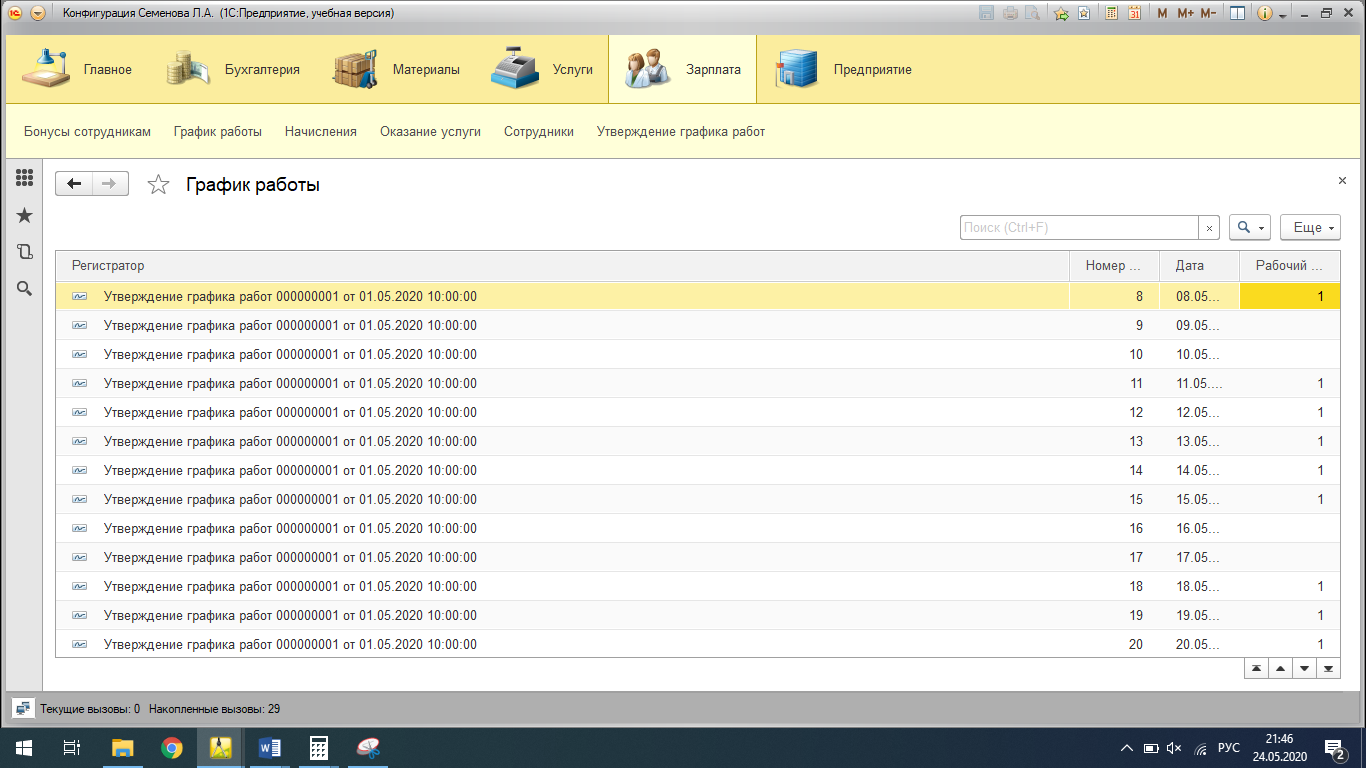 Конфигурация Семенова Л.А. (1С:Предприятие, учебная версия) M M+ M-
Главное Бухгалтерия Материалы Услуги Зарплата Предприятие
Бонусы сотрудникам График работы Начисления Оказание услуги Сотрудники Утверждение графика работ
График работы
Поиск (Ctrl+F) Еще
Регистратор Номер ... Дата Рабочий ...
Утверждение графика работ 000000001 от 01.05.2020 10:00:00 8 08.05... 1
Утверждение графика работ 000000001 от 01.05.2020 10:00:00 9 09.05...
Утверждение графика работ 000000001 от 01.05.2020 10:00:00 10 10.05...
Утверждение графика работ 000000001 от 01.05.2020 10:00:00 11 11.05.... 1
Утверждение графика работ 000000001 от 01.05.2020 10:00:00 12 12.05... 1
Утверждение графика работ 000000001 от 01.05.2020 10:00:00 13 13.05... 1
Утверждение графика работ 000000001 от 01.05.2020 10:00:00 14 14.05... 1
Утверждение графика работ 000000001 от 01.05.2020 10:00:00 15 15.05... 1
Утверждение графика работ 000000001 от 01.05.2020 10:00:00 16 16.05...
Утверждение графика работ 000000001 от 01.05.2020 10:00:00 17 17.05...
Утверждение графика работ 000000001 от 01.05.2020 10:00:00 18 18.05... 1
Утверждение графика работ 000000001 от 01.05.2020 10:00:00 19 19.05... 1
Утверждение графика работ 000000001 от 01.05.2020 10:00:00 20 20.05... 1
Текущие вызовы: 0 Накопленные вызовы: 29
РУС 21:46
24.05.2020 2